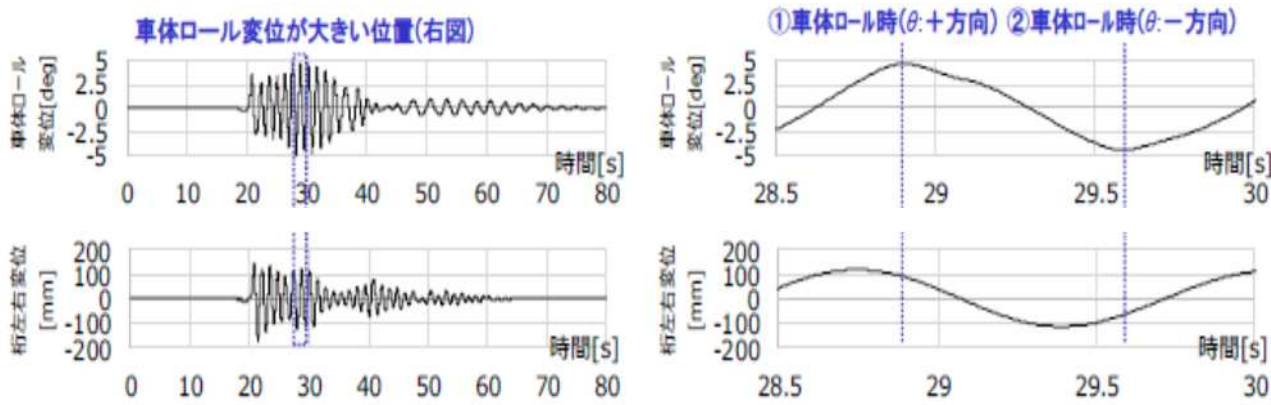 車体ロール変位が大きい位置(右図)
車体ロール
変位[deg]
5
2.5
0
-2.5
-5
時間[s]
0 10 20 30 40 50 60 70 80
桁左右変位
[mm]
200
100
0
-100
-200
時間[s]
0 10 20 30 40 50 60 70 80
①車体ロール時(θ:+方向) ②車体ロール時(θ:-方向)
車体ロール
変位[deg]
5
2.5
0
-2.5
-5
時間[s]
28.5 29 29.5 30
桁左右変位
[mm]
200
100
0
-100
-200
時間[s]
28.5 29 29.5 30